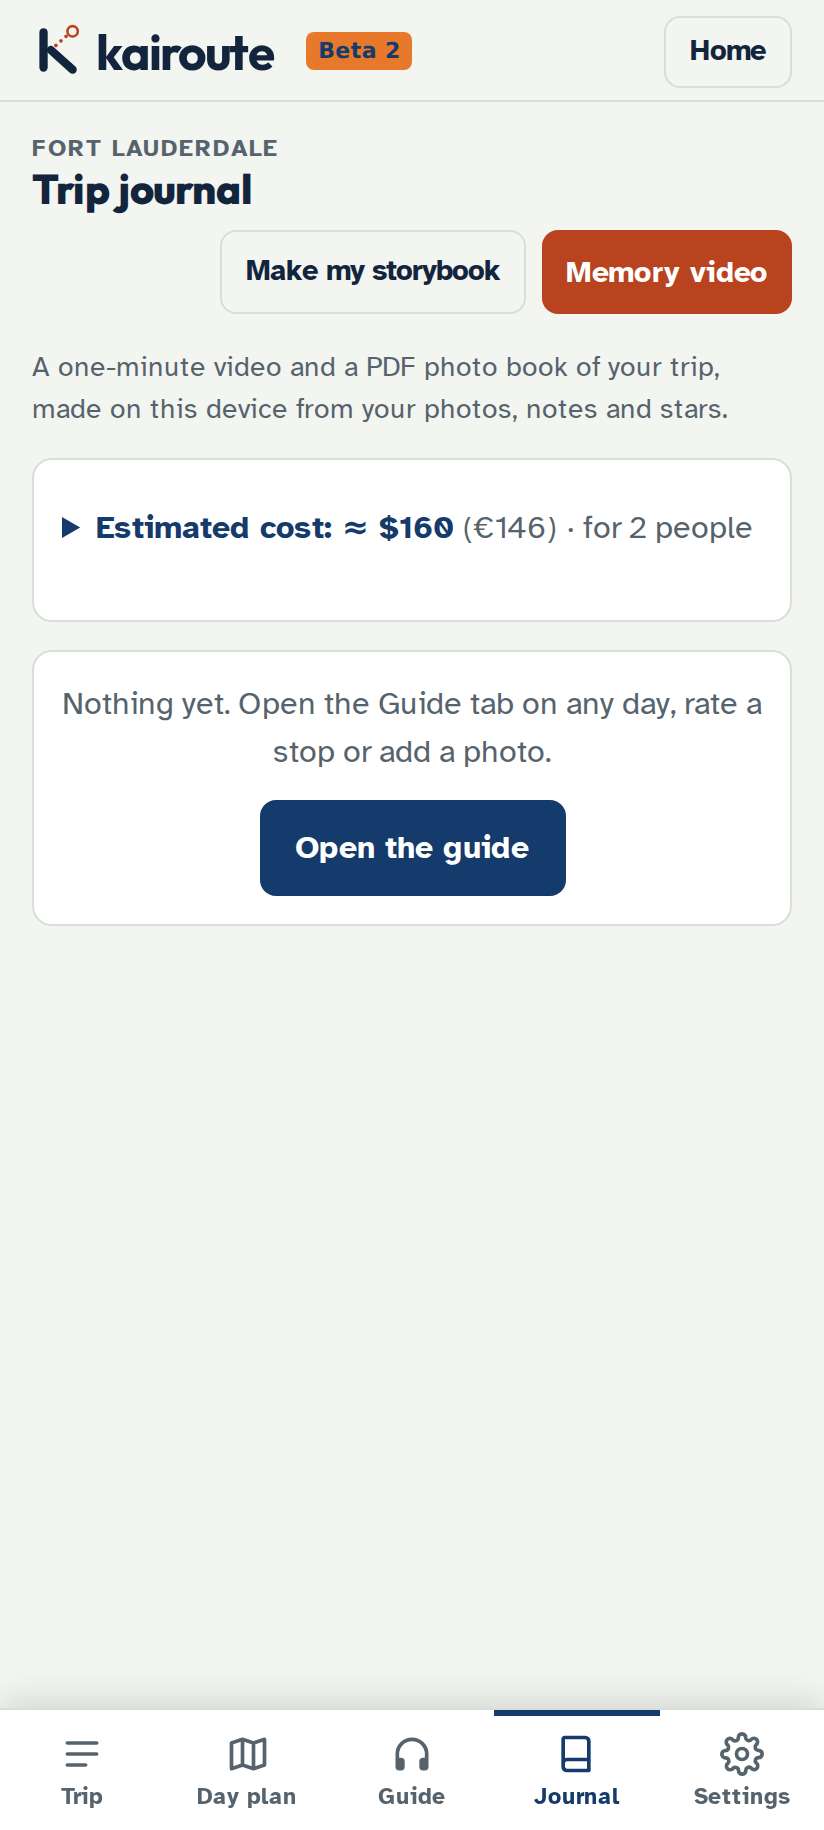 kairoute Beta 2 Home
FORT LAUDERDALE
Trip journal
Make my storybook Memory video
A one-minute video and a PDF photo book of your trip,
made on this device from your photos, notes and stars.
▶ Estimated cost: ≈ $160 (€146) · for 2 people
Nothing yet. Open the Guide tab on any day, rate a
stop or add a photo.
Open the guide
Trip Day plan Guide Journal Settings